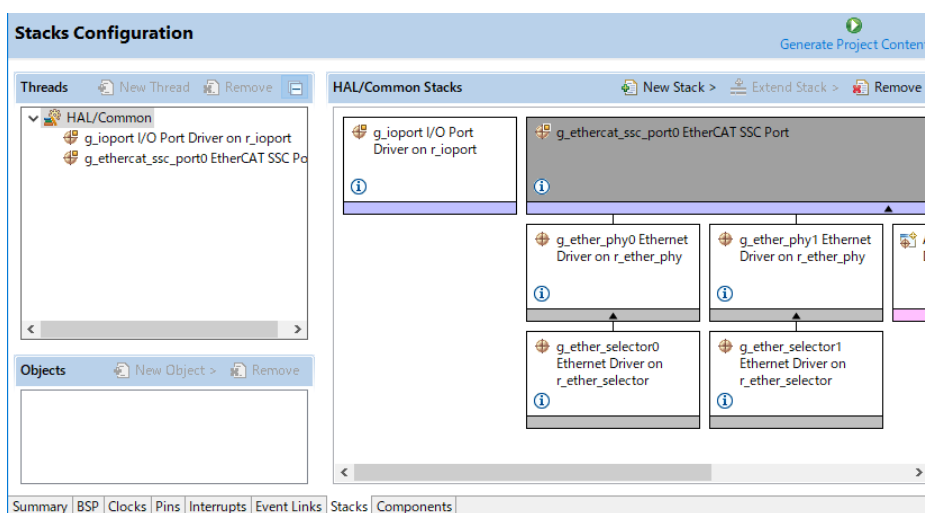 Stacks Configuration
Generate Project Content
Threads
New Thread
Remove
HAL/Common
g_ioport I/O Port Driver on r_ioport
g_ethercat_ssc_port0 EtherCAT SSC Po
Objects
New Object >
Remove
HAL/Common Stacks
New Stack >
Extend Stack >
Remove
g_ioport I/O Port
Driver on r_ioport
g_ethercat_ssc_port0 EtherCAT SSC Port
g_ether_phy0 Ethernet
Driver on r_ether_phy
g_ether_phy1 Ethernet
Driver on r_ether_phy
g_ether_selector0
Ethernet Driver on
r_ether_selector
g_ether_selector1
Ethernet Driver on
r_ether_selector
Summary BSP Clocks Pins Interrupts Event Links Stacks Components